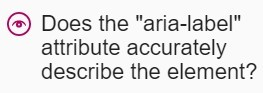 Does the "aria-label"
attribute accurately
describe the element?